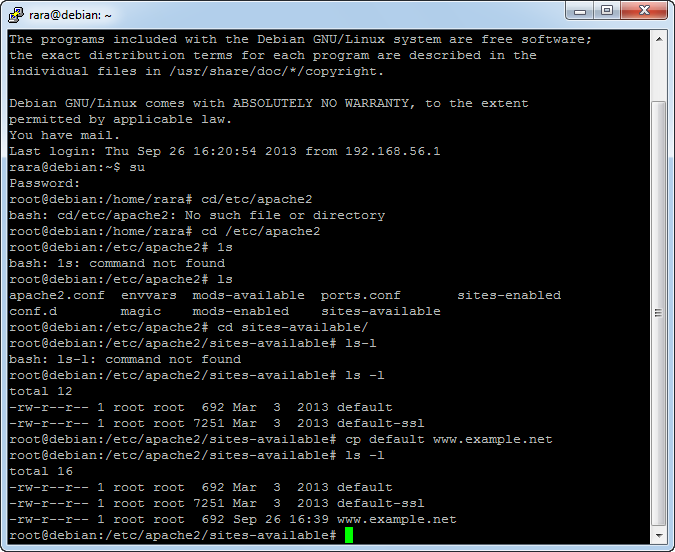 rara@debian: ~
The programs included with the Debian GNU/Linux system are free software;
the exact distribution terms for each program are described in the
individual files in /usr/share/doc/*/copyright.
Debian GNU/Linux comes with ABSOLUTELY NO WARRANTY, to the extent
permitted by applicable law.
You have mail.
Last login: Thu Sep 26 16:20:54 2013 from 192.168.56.1
rara@debian:~$ su
Password:
root@debian:/home/rara# cd/etc/apache2
bash: cd/etc/apache2: No such file or directory
root@debian:/home/rara# cd /etc/apache2
root@debian:/etc/apache2# 1s
bash: 1s: command not found
root@debian:/etc/apache2# ls
apache2.conf  envvars  mods-available  ports.conf       sites-enabled
conf.d        magic    mods-enabled    sites-available
root@debian:/etc/apache2# cd sites-available/
root@debian:/etc/apache2/sites-available# ls-l
bash: ls-l: command not found
root@debian:/etc/apache2/sites-available# ls -l
total 12
-rw-r--r-- 1 root root  692 Mar  3  2013 default
-rw-r--r-- 1 root root 7251 Mar  3  2013 default-ssl
root@debian:/etc/apache2/sites-available# cp default www.example.net
root@debian:/etc/apache2/sites-available# ls -l
total 16
-rw-r--r-- 1 root root  692 Mar  3  2013 default
-rw-r--r-- 1 root root 7251 Mar  3  2013 default-ssl
-rw-r--r-- 1 root root  692 Sep 26 16:39 www.example.net
root@debian:/etc/apache2/sites-available#